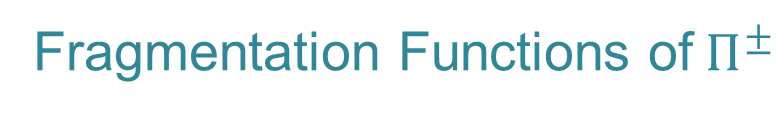 Fragmentation Functions of Π±